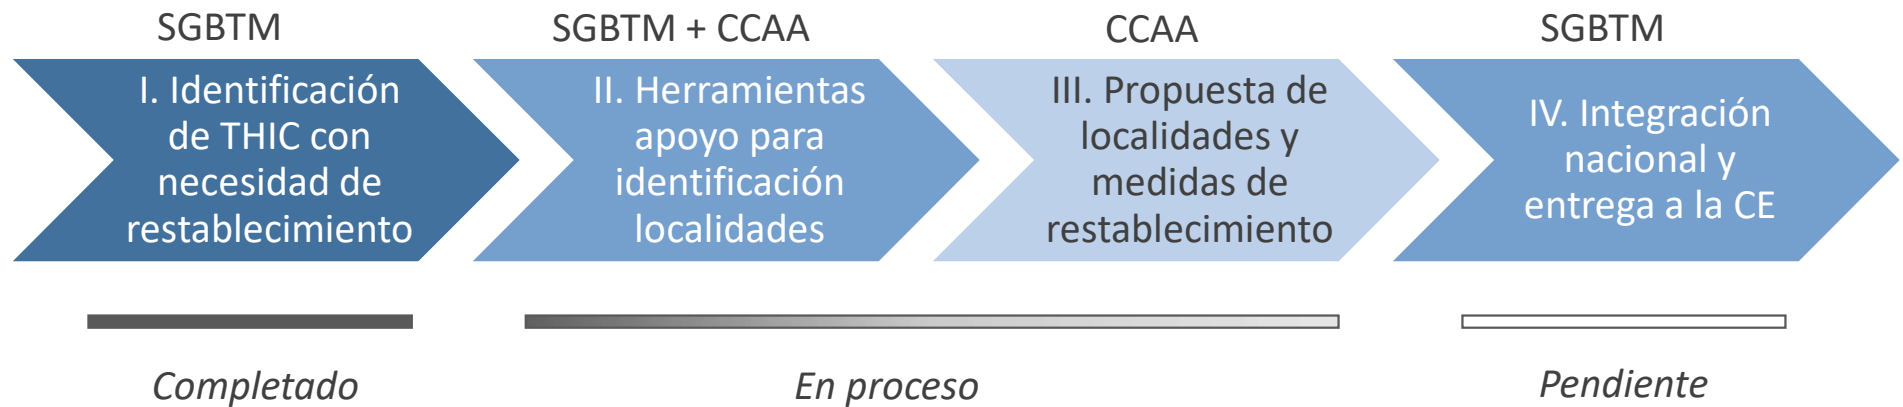 SGBTM
SGBTM + CCAA
CCAA
SGBTM
I. Identificación
de THIC con
necesidad de
restablecimiento
II. Herramientas
apoyo para
identificación
localidades
III. Propuesta de
localidades y
medidas de
restablecimiento
IV. Integración
nacional y
entrega a la CE
Completado
En proceso
Pendiente